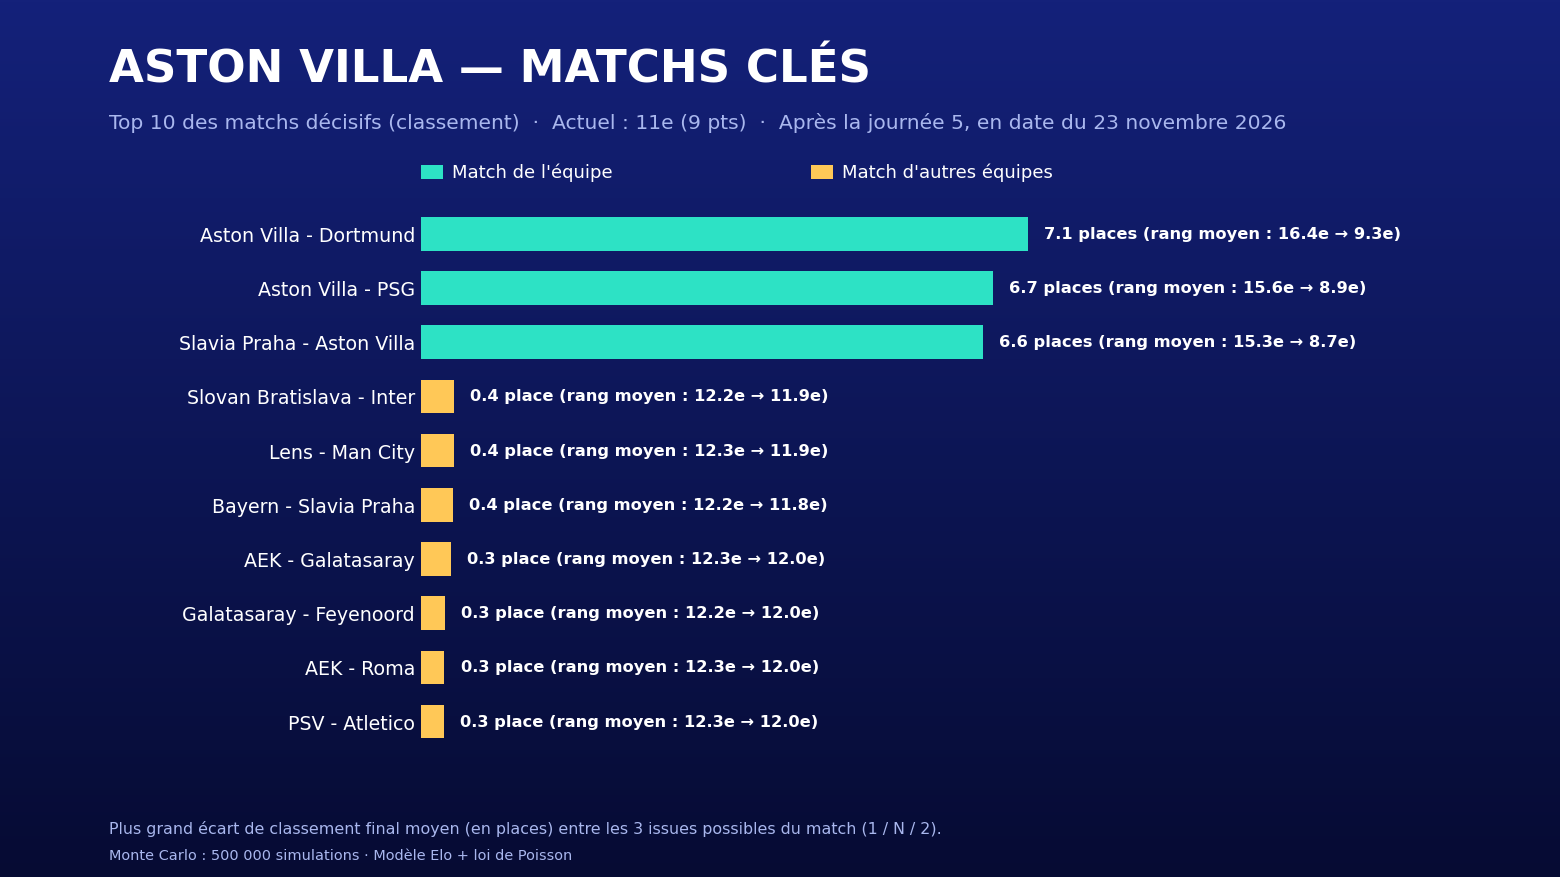 ASTON VILLA — MATCHS CLÉS
Top 10 des matchs décisifs (classement)  ·  Actuel : 11e (9 pts)  ·  Après la journée 5, en date du 23 novembre 2026
Match de l'équipe
Match d'autres équipes
Aston Villa - Dortmund 7.1 places (rang moyen : 16.4e → 9.3e)
Aston Villa - PSG 6.7 places (rang moyen : 15.6e → 8.9e)
Slavia Praha - Aston Villa 6.6 places (rang moyen : 15.3e → 8.7e)
Slovan Bratislava - Inter 0.4 place (rang moyen : 12.2e → 11.9e)
Lens - Man City 0.4 place (rang moyen : 12.3e → 11.9e)
Bayern - Slavia Praha 0.4 place (rang moyen : 12.2e → 11.8e)
AEK - Galatasaray 0.3 place (rang moyen : 12.3e → 12.0e)
Galatasaray - Feyenoord 0.3 place (rang moyen : 12.2e → 12.0e)
AEK - Roma 0.3 place (rang moyen : 12.3e → 12.0e)
PSV - Atletico 0.3 place (rang moyen : 12.3e → 12.0e)
Plus grand écart de classement final moyen (en places) entre les 3 issues possibles du match (1 / N / 2).
Monte Carlo : 500 000 simulations · Modèle Elo + loi de Poisson